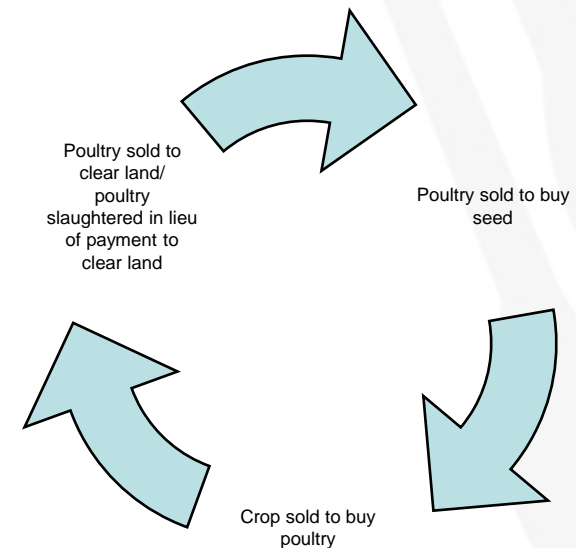 Poultry sold to
clear land/
poultry
slaughtered in lieu
of payment to
clear land
Poultry sold to buy
seed
Crop sold to buy
poultry